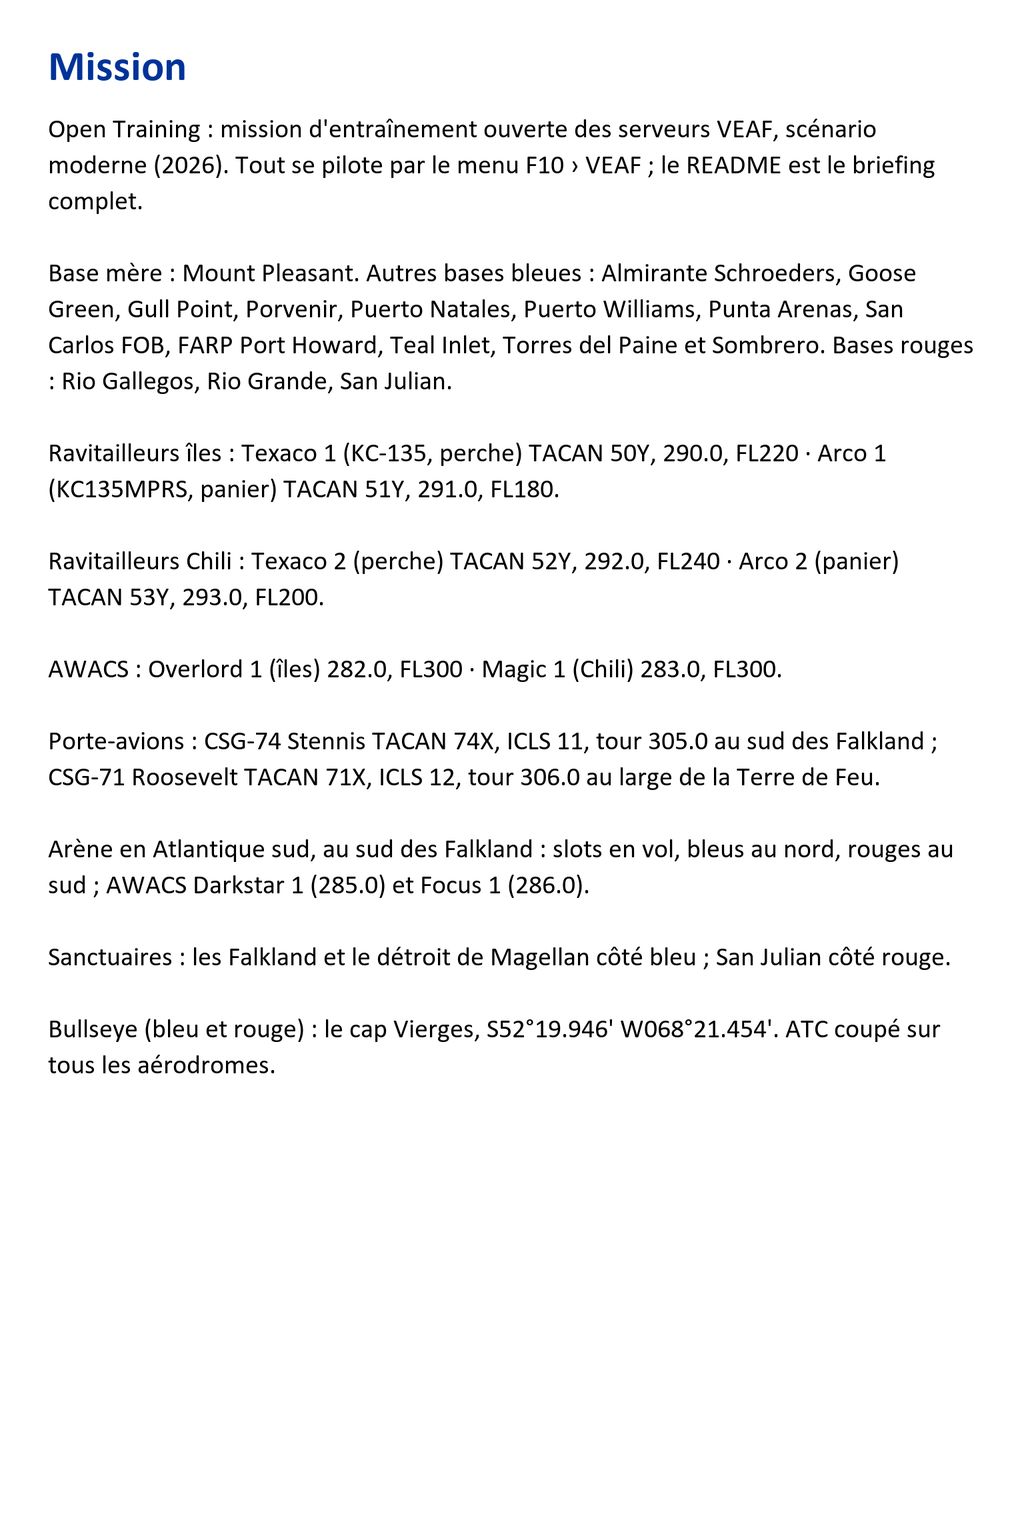 Mission
Open Training : mission d'entraînement ouverte des serveurs VEAF, scénario
moderne (2026). Tout se pilote par le menu F10 › VEAF ; le README est le briefing
complet.
Base mère : Mount Pleasant. Autres bases bleues : Almirante Schroeders, Goose
Green, Gull Point, Porvenir, Puerto Natales, Puerto Williams, Punta Arenas, San
Carlos FOB, FARP Port Howard, Teal Inlet, Torres del Paine et Sombrero. Bases rouges
: Rio Gallegos, Rio Grande, San Julian.
Ravitailleurs îles : Texaco 1 (KC-135, perche) TACAN 50Y, 290.0, FL220 · Arco 1
(KC135MPRS, panier) TACAN 51Y, 291.0, FL180.
Ravitailleurs Chili : Texaco 2 (perche) TACAN 52Y, 292.0, FL240 · Arco 2 (panier)
TACAN 53Y, 293.0, FL200.
AWACS : Overlord 1 (îles) 282.0, FL300 · Magic 1 (Chili) 283.0, FL300.
Porte-avions : CSG-74 Stennis TACAN 74X, ICLS 11, tour 305.0 au sud des Falkland ;
CSG-71 Roosevelt TACAN 71X, ICLS 12, tour 306.0 au large de la Terre de Feu.
Arène en Atlantique sud, au sud des Falkland : slots en vol, bleus au nord, rouges au
sud ; AWACS Darkstar 1 (285.0) et Focus 1 (286.0).
Sanctuaires : les Falkland et le détroit de Magellan côté bleu ; San Julian côté rouge.
Bullseye (bleu et rouge) : le cap Vierges, S52°19.946' W068°21.454'. ATC coupé sur
tous les aérodromes.